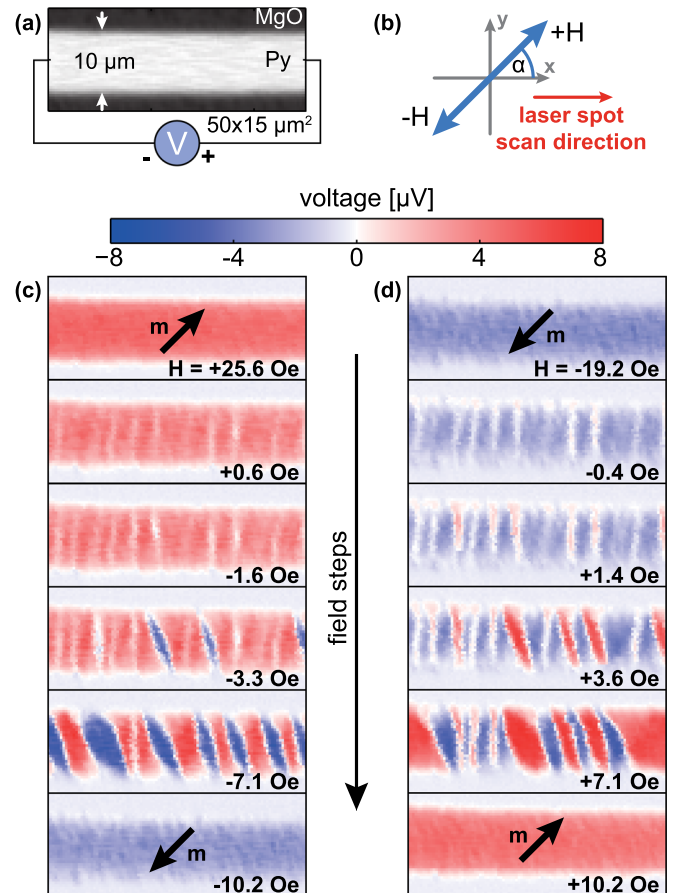 (a)
MgO
10 µm
Py
50x15 µm²
V
- +
(b)
y
+H
α
x
-H
laser spot
scan direction
voltage [µV]
−8 -4 0 4 8
(c)
m
H = +25.6 Oe
+0.6 Oe
-1.6 Oe
-3.3 Oe
-7.1 Oe
m
-10.2 Oe
field steps
(d)
m
H = -19.2 Oe
-0.4 Oe
+1.4 Oe
+3.6 Oe
+7.1 Oe
m
+10.2 Oe